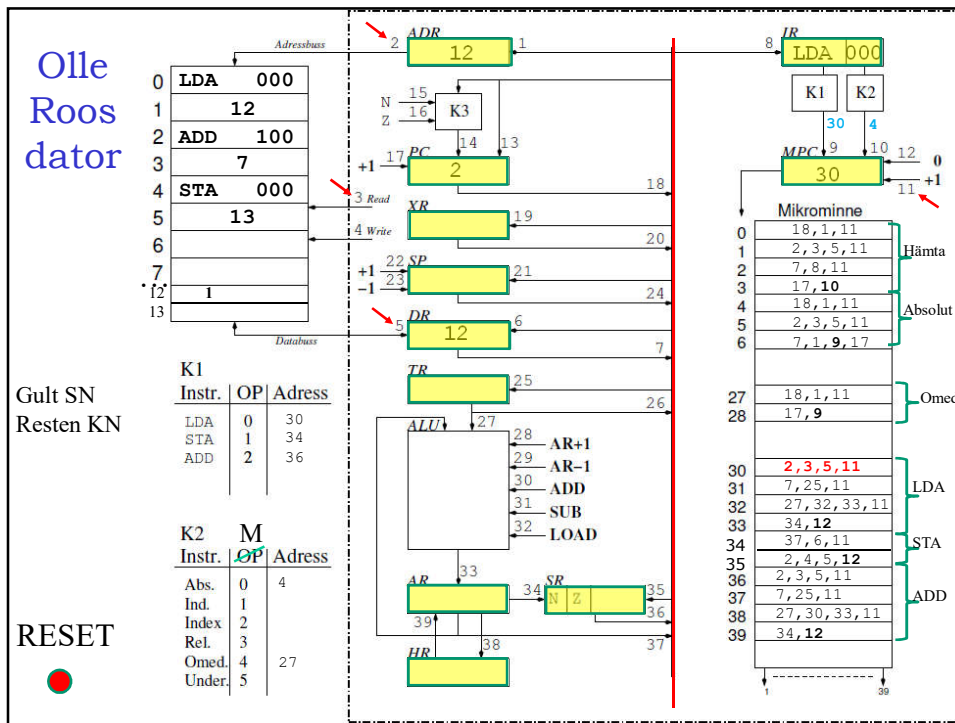 Olle
Roos
dator
Adressbuss
0 LDA 000
1 12
2 ADD 100
3 7
4 STA 000
5 13
6
7
...
12 1
13
Databuss
3 Read
4 Write
Gult SN
Resten KN
K1
Instr. OP Adress
LDA 0 30
STA 1 34
ADD 2 36
K2 M
Instr. OP Adress
Abs. 0 4
Ind. 1
Index 2
Rel. 3
Omed. 4 27
Under. 5
RESET
ADR
2 12 1
N 15
Z 16
K3
14 13
PC
+1 17 2 18
XR
19
20
SP
+1 22
-1 23
21
24
DR
5 12 6
7
TR
25
26
27
ALU
28 AR+1
29 AR-1
30 ADD
31 SUB
32 LOAD
33
AR
34
SR
N Z
35
36
37
39 38
HR
IR
8 LDA 000
K1 K2
30 4
9 10
MPC
30
12 0
+1
11
Mikrominne
0 18,1,11
1 2,3,5,11
2 7,8,11
3 17,10
Hämta
4 18,1,11
5 2,3,5,11
6 7,1,9,17
Absolut
27 18,1,11
28 17,9
Omed
30 2,3,5,11
31 7,25,11
32 27,32,33,11
33 34,12
LDA
34 37,6,11
35 2,4,5,12
STA
36 2,3,5,11
37 7,25,11
38 27,30,33,11
39 34,12
ADD
1 39